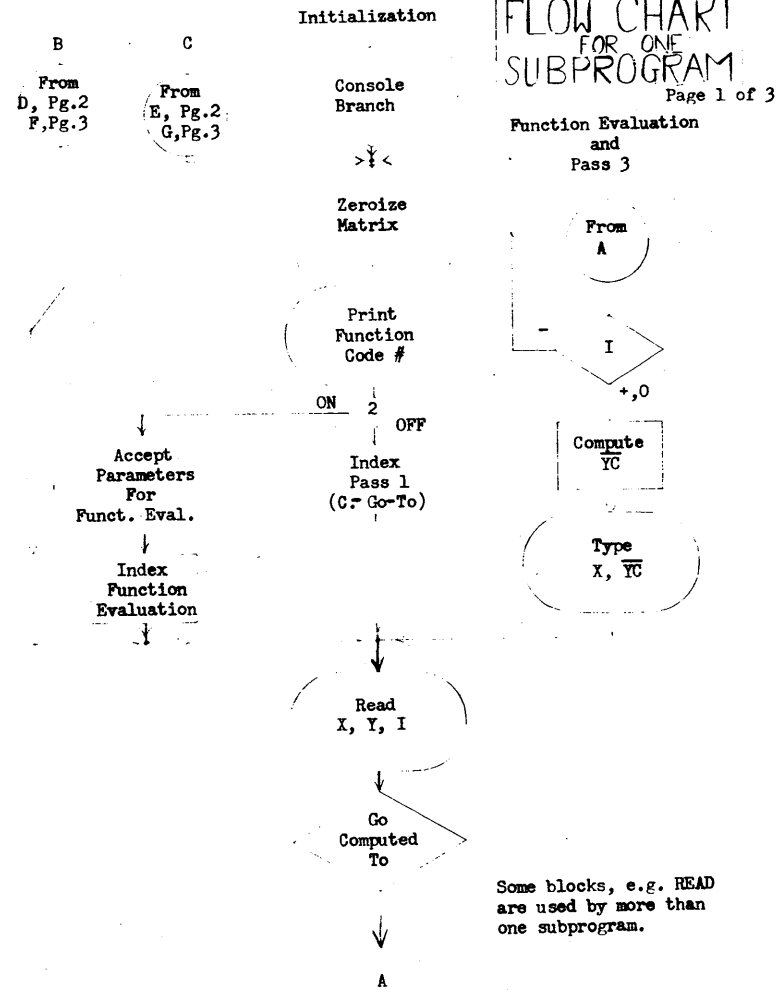 FLOW CHART
FOR ONE
SUBPROGRAM
Page 1 of 3
Initialization
B
C
From
D, Pg.2
F,Pg.3
From
E, Pg.2
G,Pg.3
Console
Branch
Zeroize
Matrix
Print
Function
Code #
ON
2
OFF
Accept
Parameters
For
Funct. Eval.
Index
Function
Evaluation
Index
Pass 1
(C.- Go-To)
Function Evaluation
and
Pass 3
From
A
-
I
+,0
Compute
Y̅C̅
Type
X, Y̅C̅
Read
X, Y, I
Go
Computed
To
A
Some blocks, e.g. READ
are used by more than
one subprogram.